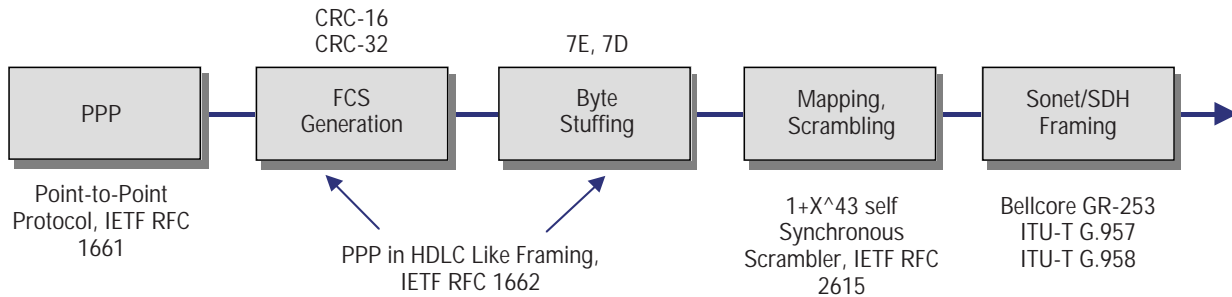 CRC-16
CRC-32
7E, 7D
PPP
FCS
Generation
Byte
Stuffing
Mapping,
Scrambling
Sonet/SDH
Framing
Point-to-Point
Protocol, IETF RFC
1661
PPP in HDLC Like Framing,
IETF RFC 1662
1+X^43 self
Synchronous
Scrambler, IETF RFC
2615
Bellcore GR-253
ITU-T G.957
ITU-T G.958